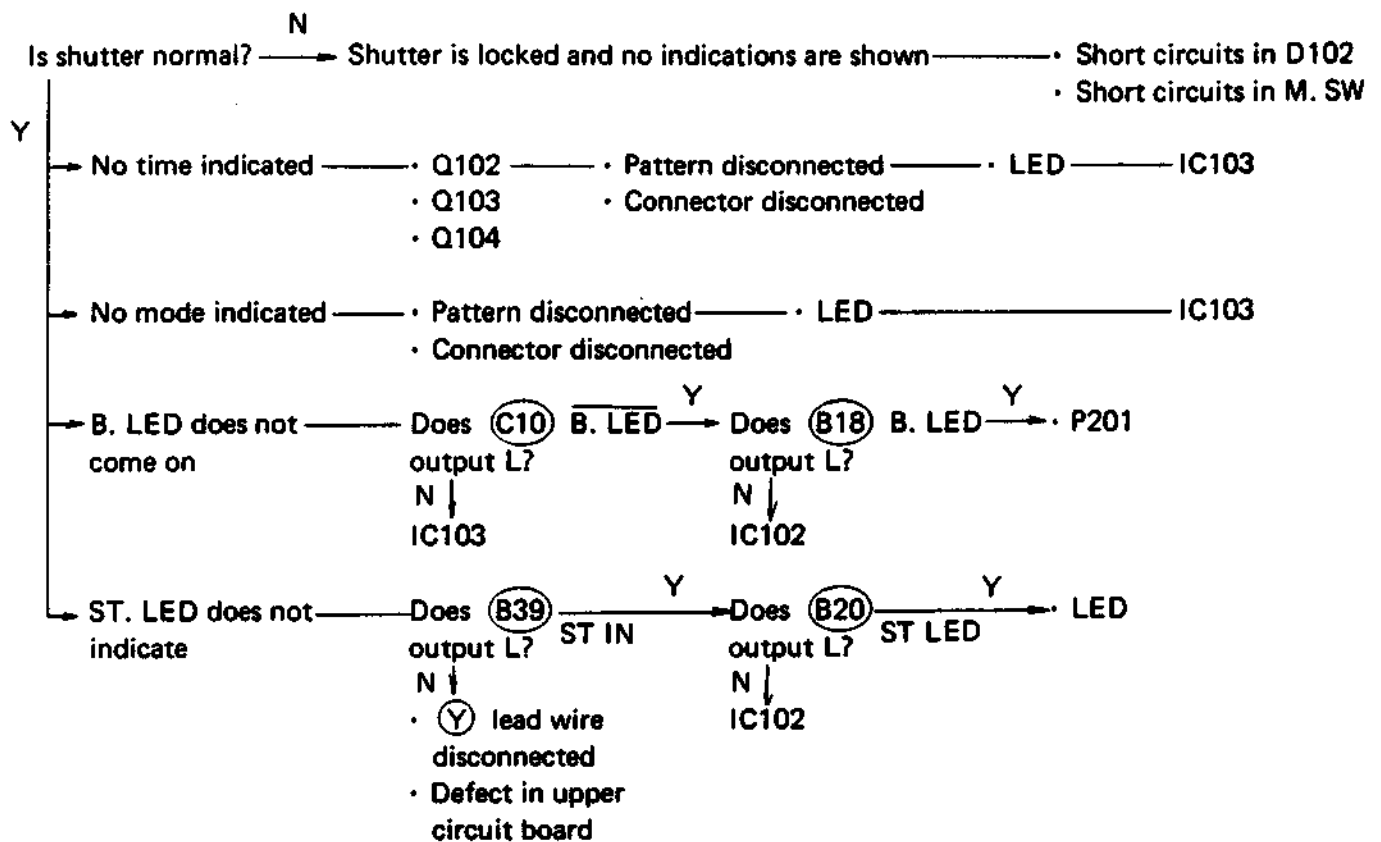 N
Is shutter normal? Shutter is locked and no indications are shown · Short circuits in D102
· Short circuits in M. SW
Y
No time indicated · Q102 · Pattern disconnected · LED IC103
· Q103 · Connector disconnected
· Q104
No mode indicated · Pattern disconnected · LED IC103
· Connector disconnected
Y Y
B. LED does not Does C10 B. LED Does B18 B. LED · P201
come on output L? output L?
N N
IC103 IC102
Y Y
ST. LED does not Does B39 ST IN Does B20 ST LED · LED
indicate output L? output L?
N N
· Y lead wire IC102
disconnected
· Defect in upper
circuit board